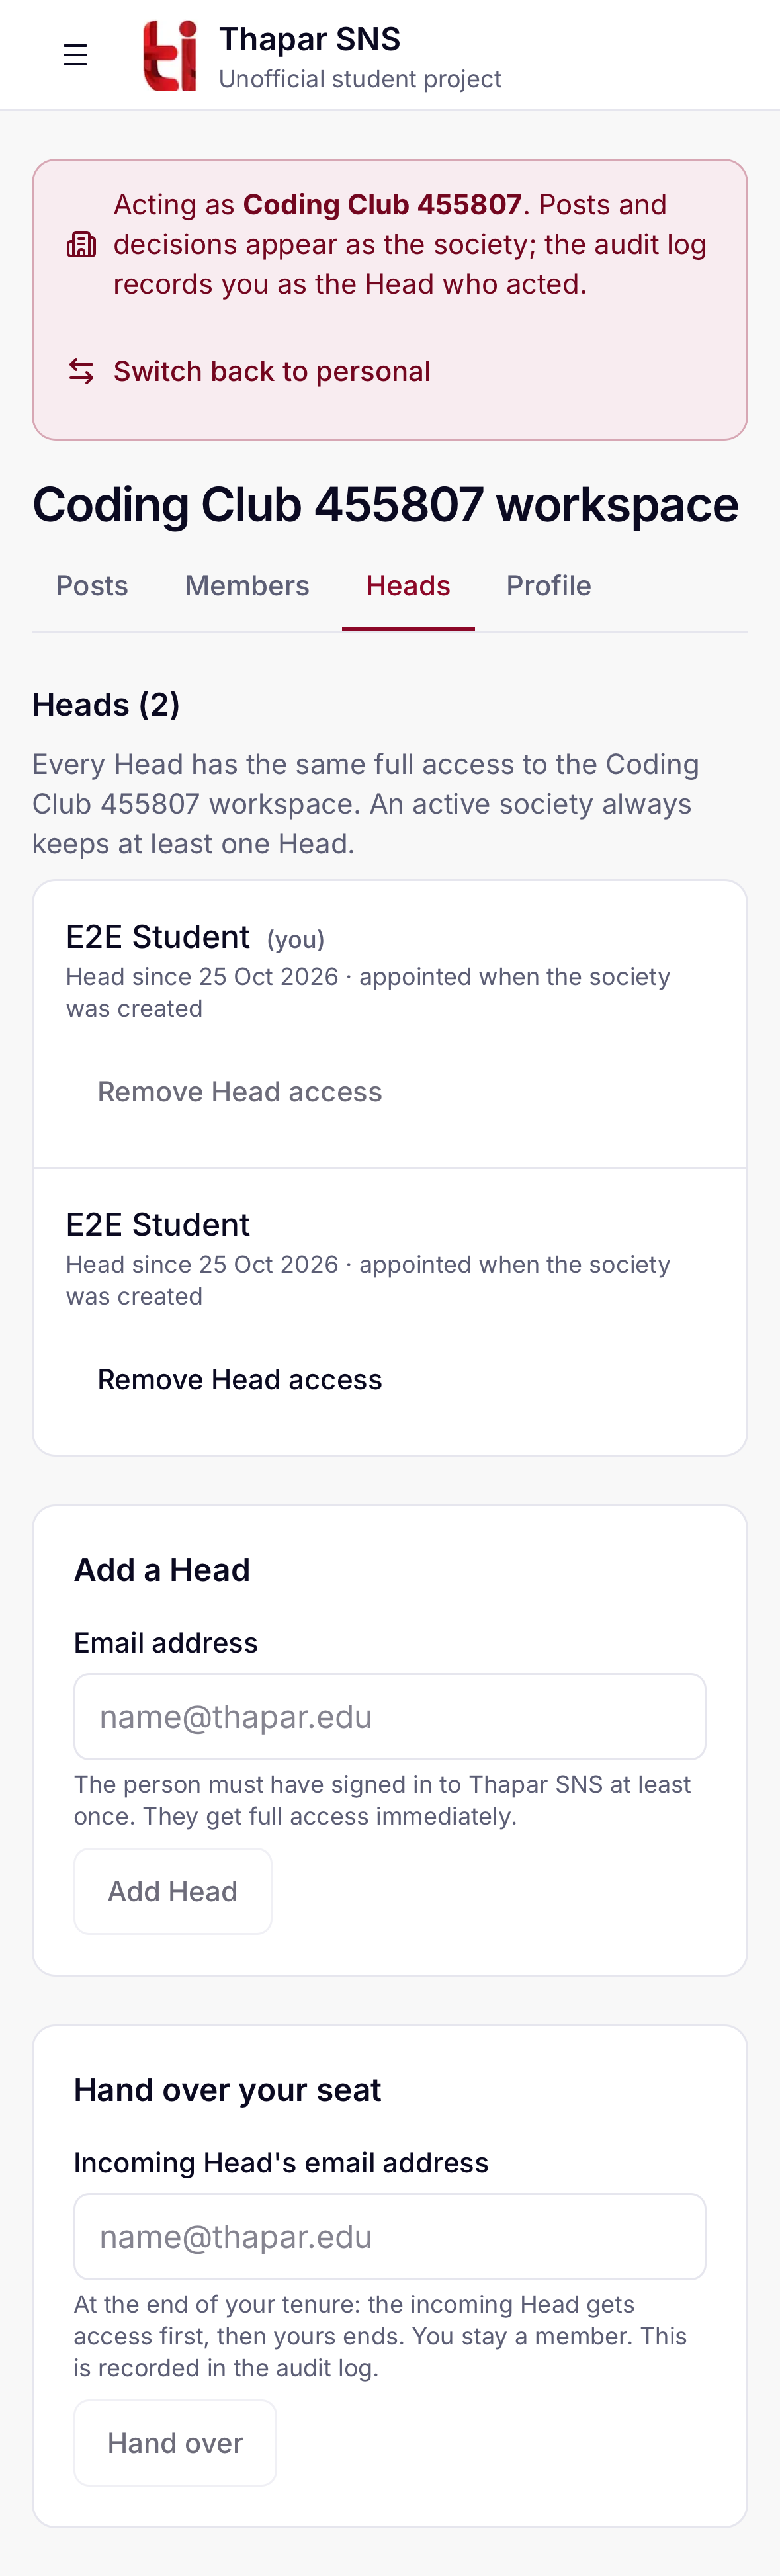 ti
Thapar SNS
Unofficial student project
Acting as Coding Club 455807. Posts and
decisions appear as the society; the audit log
records you as the Head who acted.
Switch back to personal
Coding Club 455807 workspace
Posts Members Heads Profile
Heads (2)
Every Head has the same full access to the Coding
Club 455807 workspace. An active society always
keeps at least one Head.
E2E Student (you)
Head since 25 Oct 2026 · appointed when the society
was created
Remove Head access
E2E Student
Head since 25 Oct 2026 · appointed when the society
was created
Remove Head access
Add a Head
Email address
name@thapar.edu
The person must have signed in to Thapar SNS at least
once. They get full access immediately.
Add Head
Hand over your seat
Incoming Head's email address
name@thapar.edu
At the end of your tenure: the incoming Head gets
access first, then yours ends. You stay a member. This
is recorded in the audit log.
Hand over